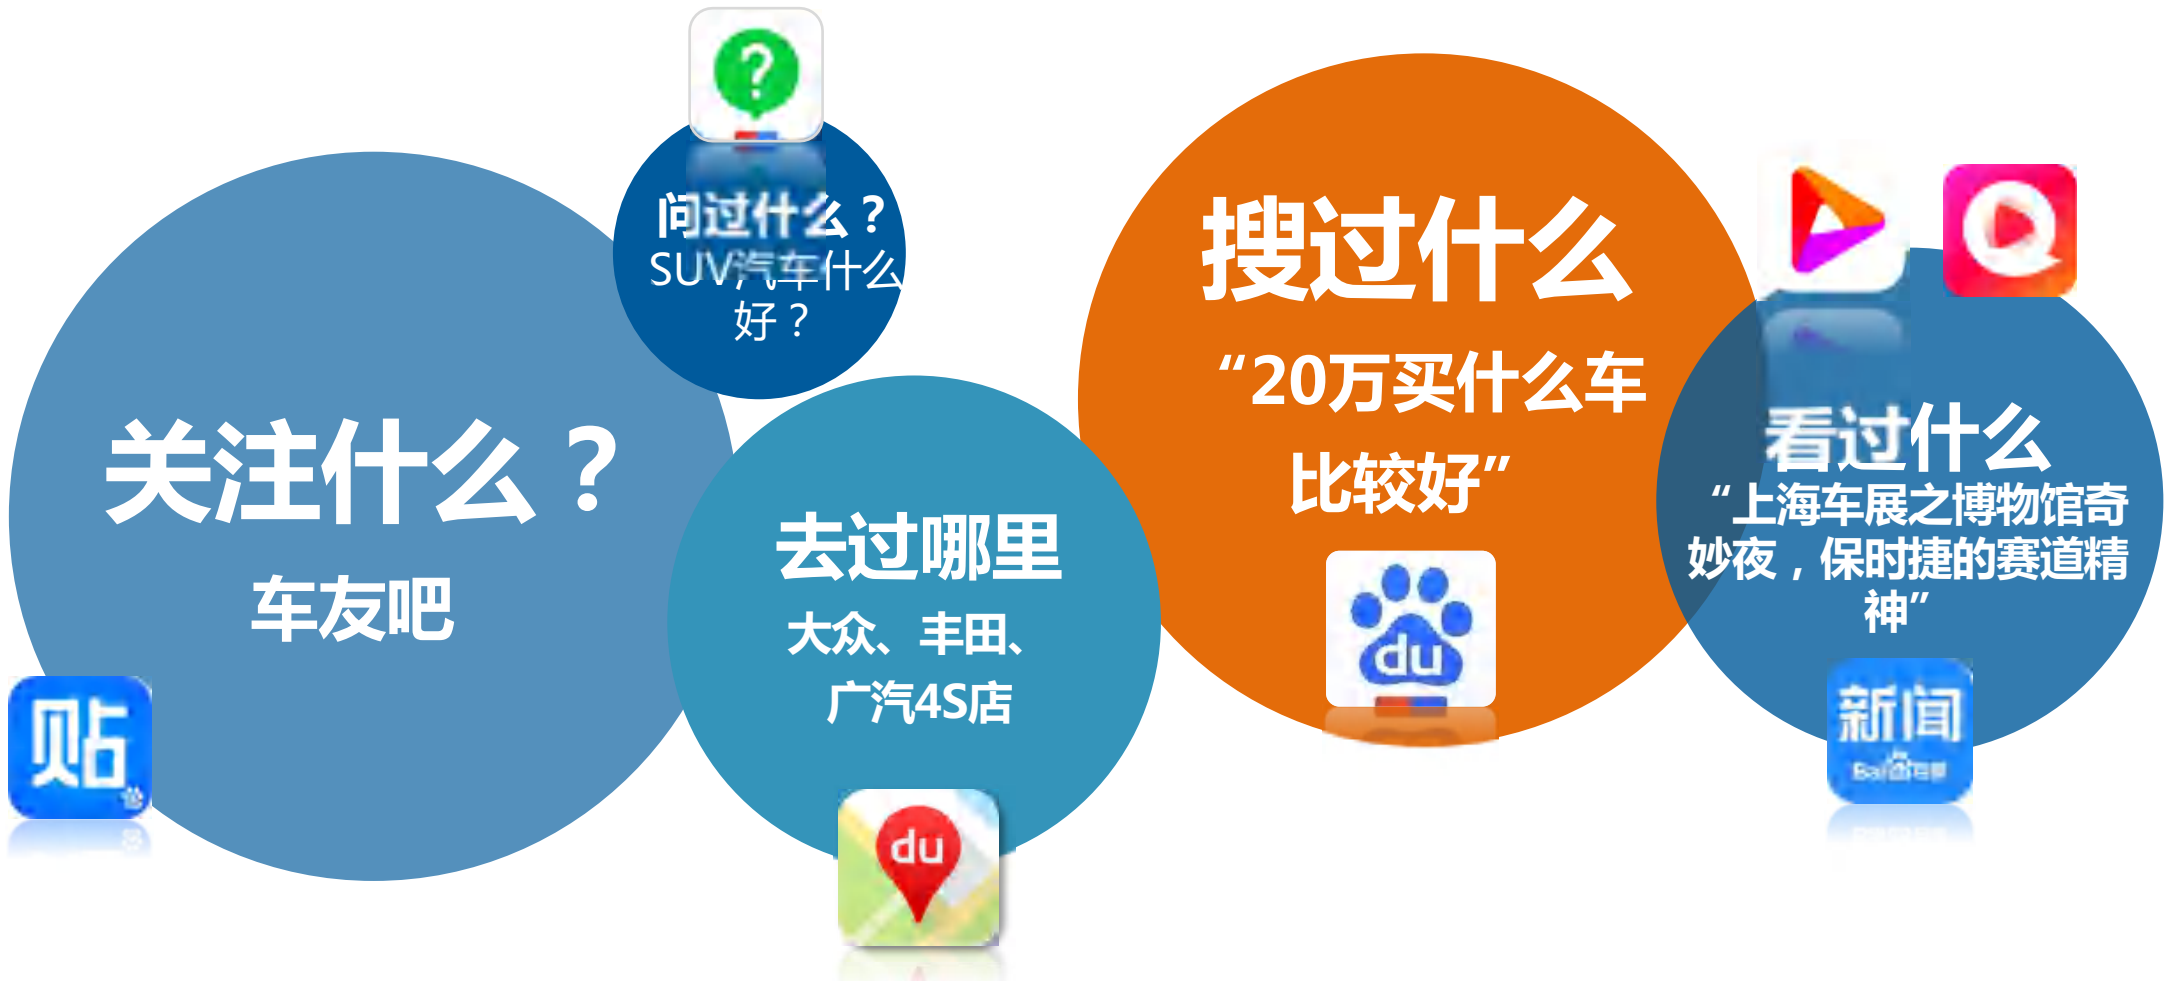 关注什么？
车友吧
贴
?
问过什么？
SUV汽车什么
好？
去过哪里
大众、丰田、
广汽4S店
du
搜过什么
“20万买什么车
比较好”
du
看过什么
“上海车展之博物馆奇
妙夜，保时捷的赛道精
神”
新闻
Bai